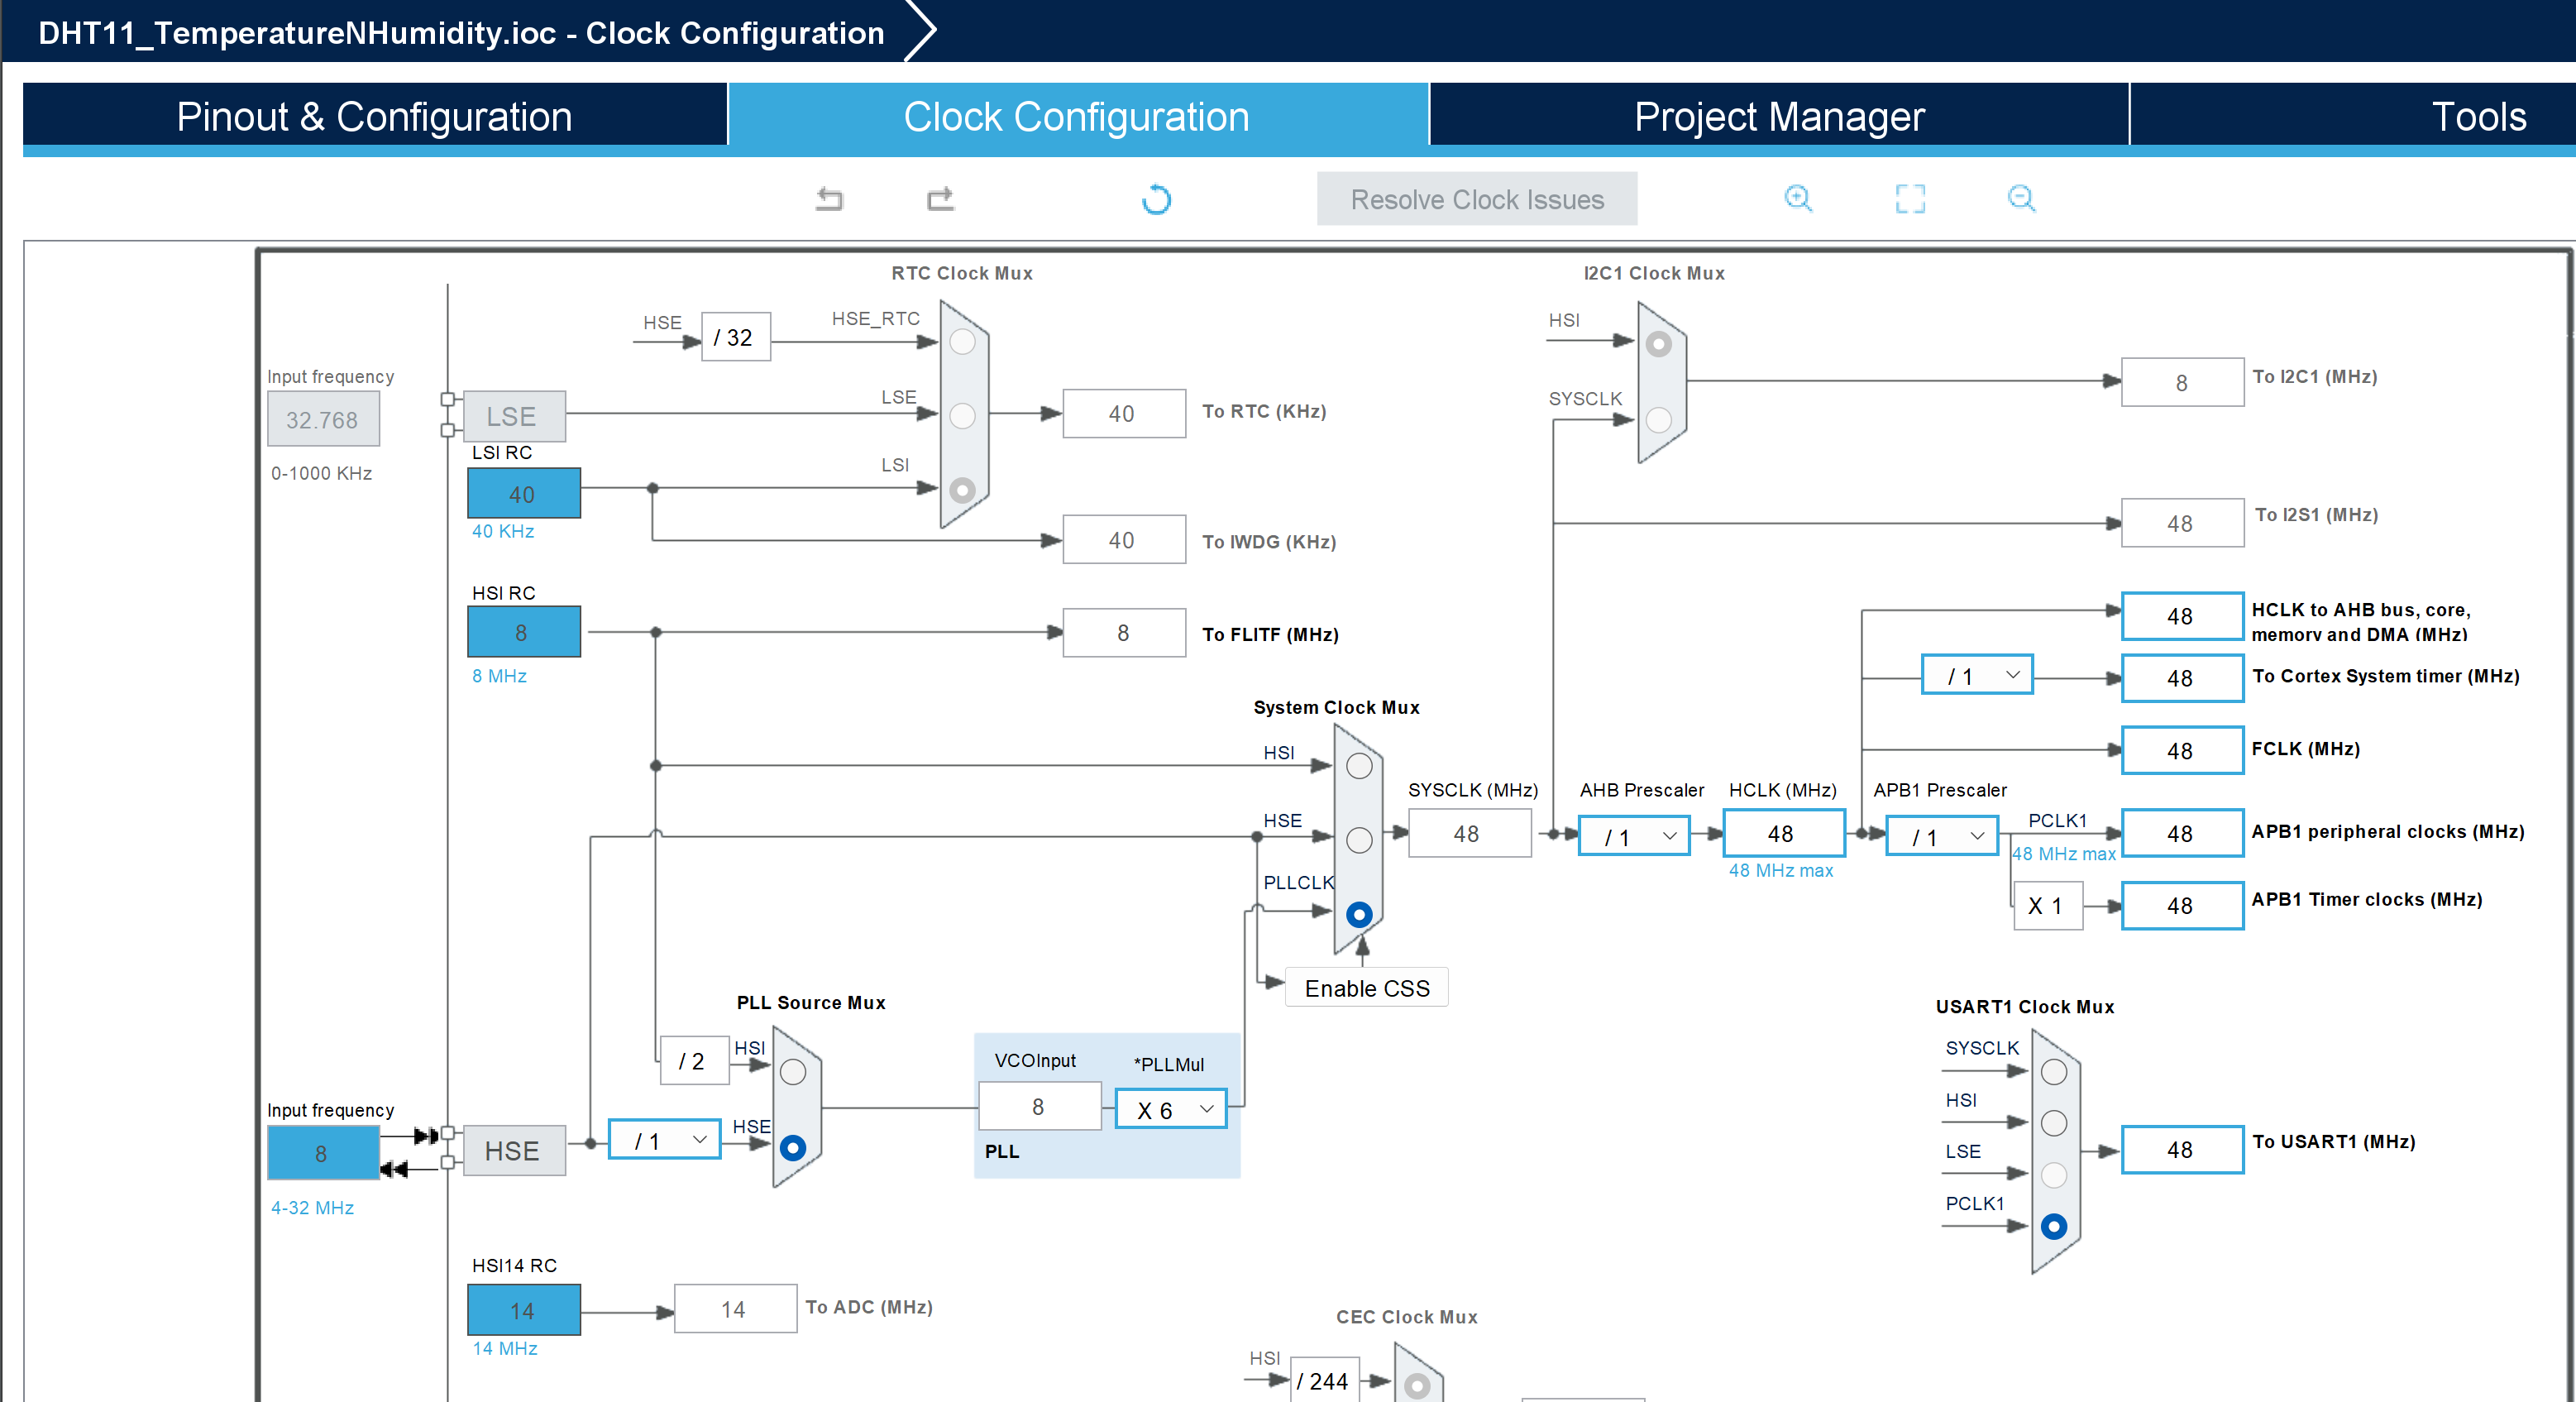 DHT11_TemperatureNHumidity.ioc - Clock Configuration
Pinout & Configuration
Clock Configuration
Project Manager
Tools
Resolve Clock Issues
RTC Clock Mux
I2C1 Clock Mux
HSE
/ 32
HSE_RTC
HSI
Input frequency
32.768
0-1000 KHz
LSE
LSE
40
To RTC (KHz)
SYSCLK
8
To I2C1 (MHz)
LSI RC
40
40 KHz
LSI
40
To IWDG (KHz)
48
To I2S1 (MHz)
HSI RC
8
8 MHz
8
To FLITF (MHz)
48
HCLK to AHB bus, core,
memory and DMA (MHz)
/ 1
48
To Cortex System timer (MHz)
System Clock Mux
HSI
48
FCLK (MHz)
SYSCLK (MHz)
AHB Prescaler
HCLK (MHz)
APB1 Prescaler
HSE
48
/ 1
48
48 MHz max
/ 1
PCLK1
48 MHz max
48
APB1 peripheral clocks (MHz)
PLLCLK
X 1
48
APB1 Timer clocks (MHz)
Enable CSS
PLL Source Mux
USART1 Clock Mux
/ 2
HSI
VCOInput
*PLLMul
8
X 6
PLL
SYSCLK
HSI
LSE
PCLK1
48
To USART1 (MHz)
Input frequency
8
4-32 MHz
HSE
/ 1
HSE
HSI14 RC
14
14 MHz
14
To ADC (MHz)
CEC Clock Mux
HSI
/ 244